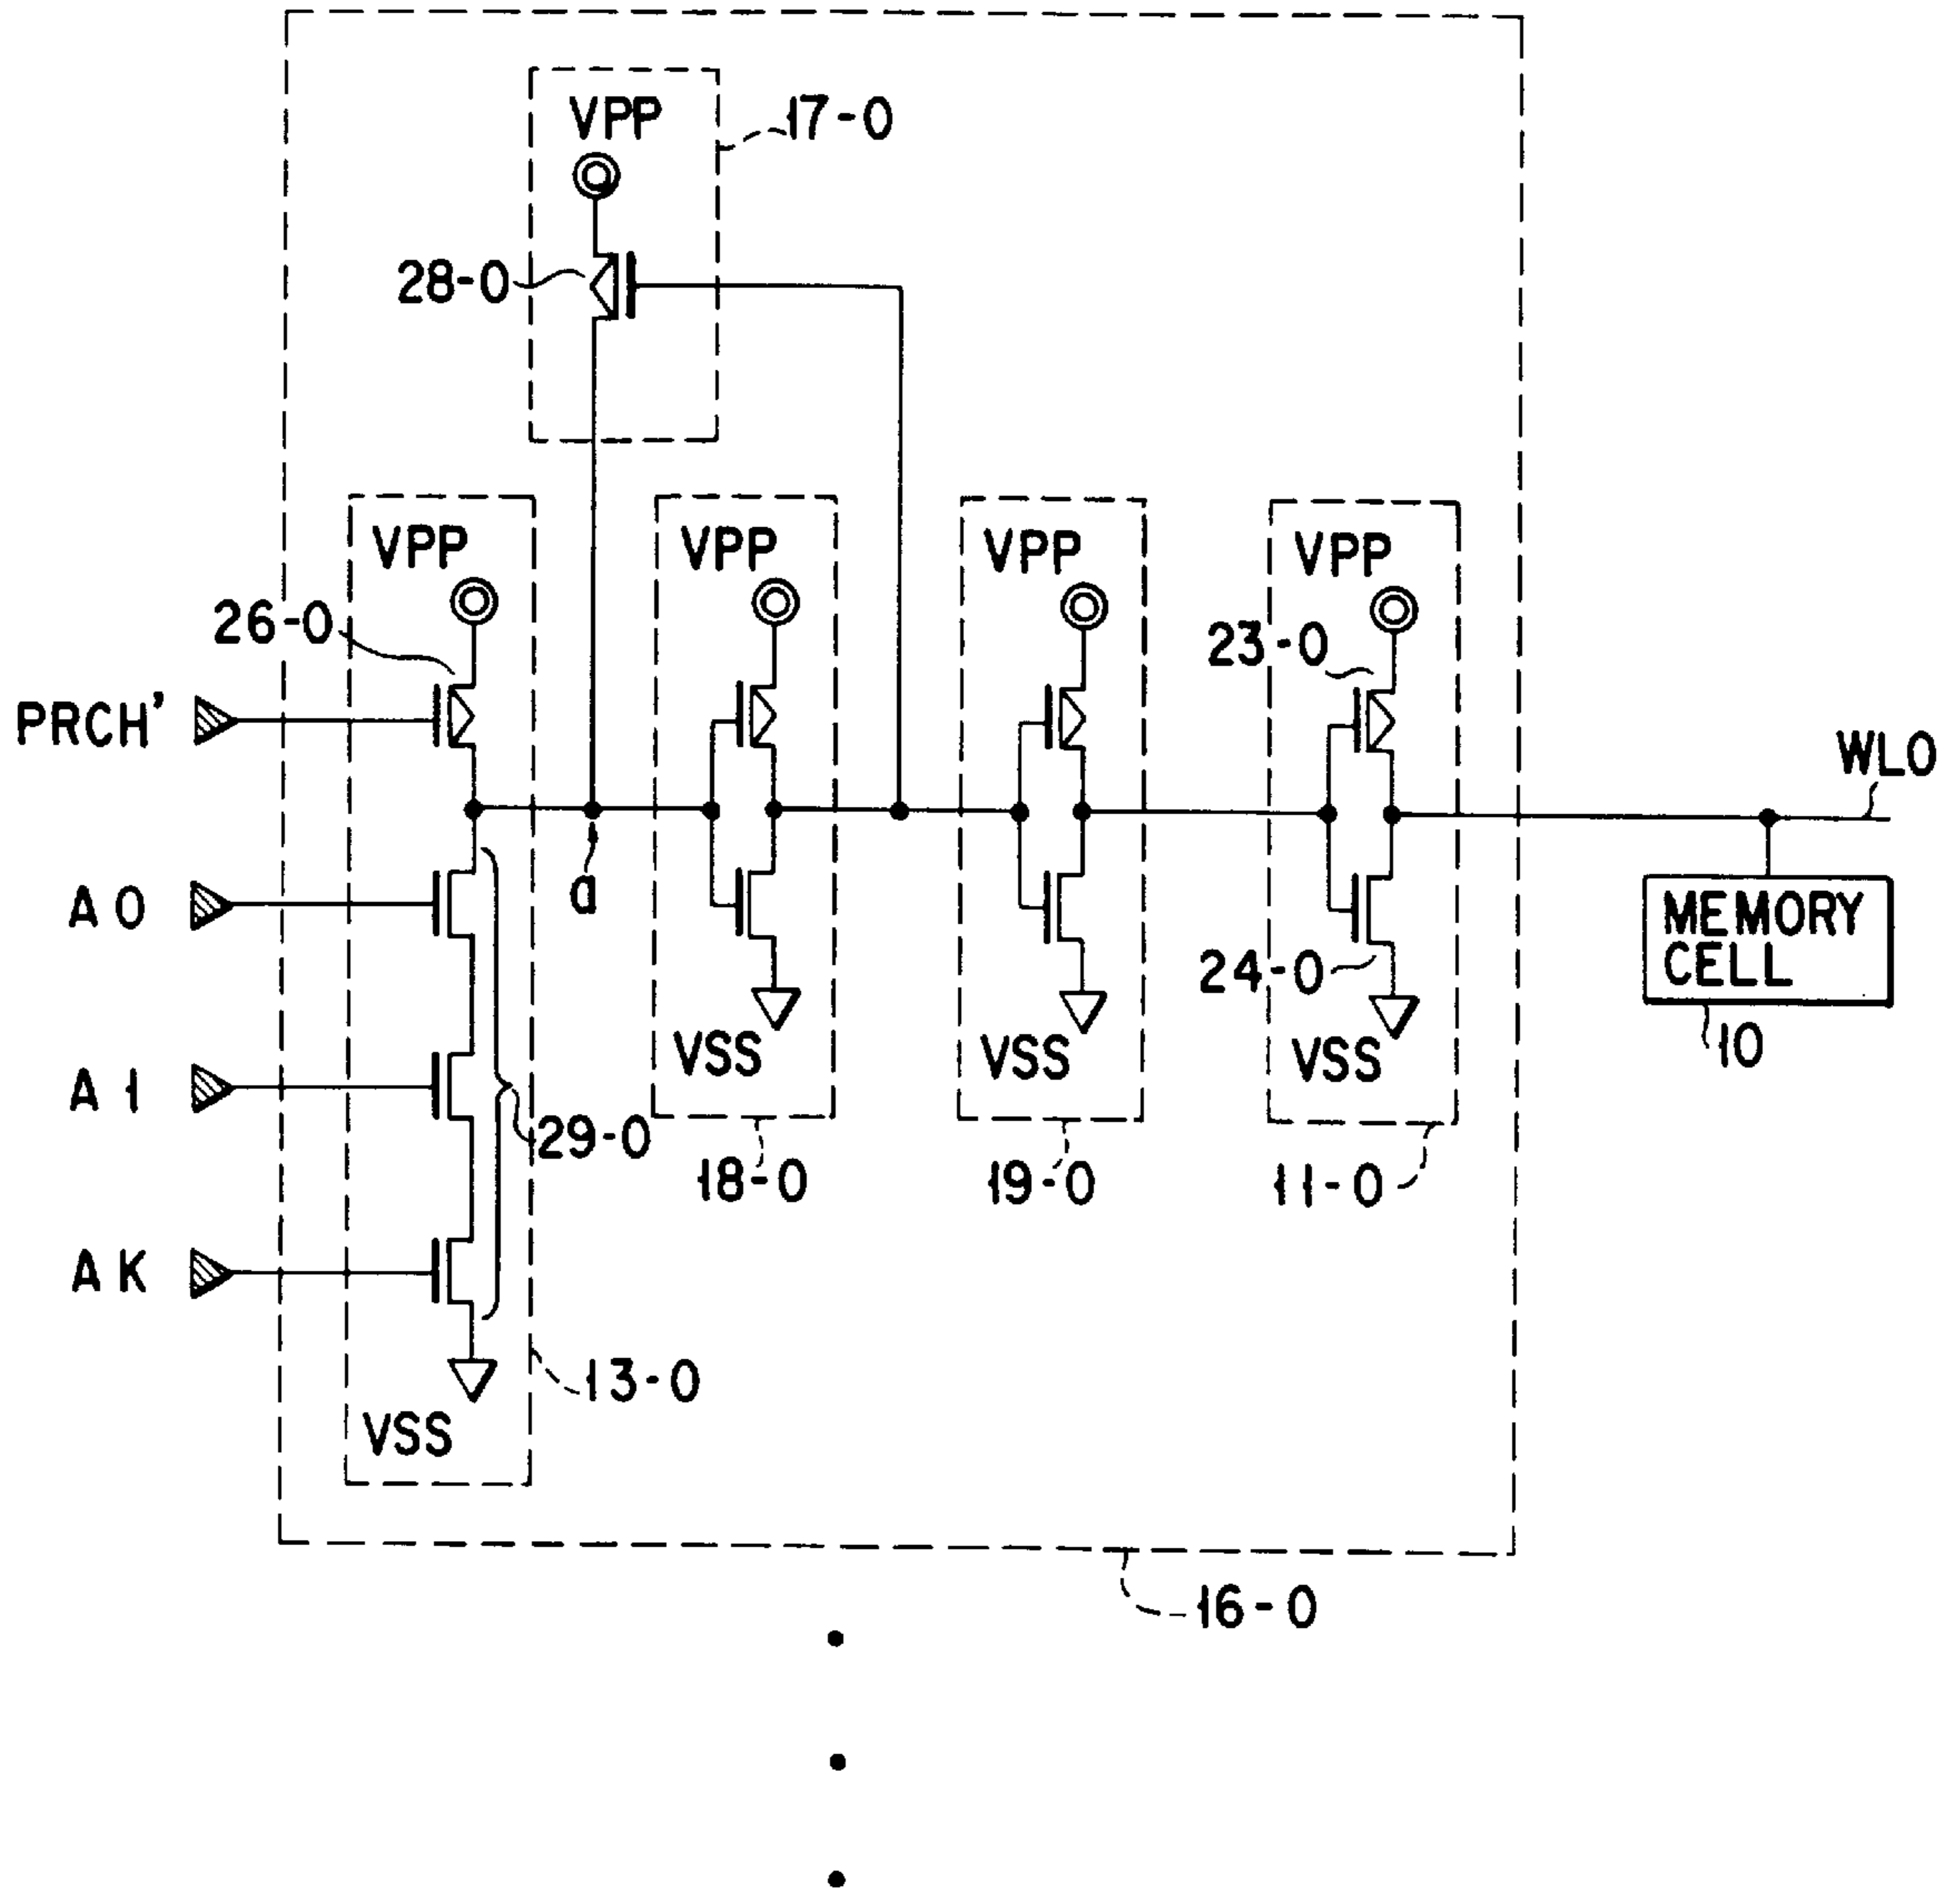 VPP
17-0
28-0
VPP
VPP
VPP
VPP
26-0
23-0
PRCH'
WL0
A0
a
MEMORY
CELL
24-0
10
VSS
VSS
VSS
A1
29-0
18-0
19-0
11-0
AK
13-0
VSS
16-0